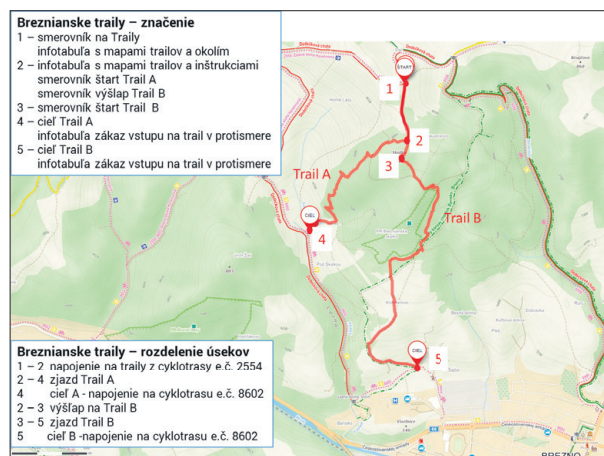 Breznianske traily – značenie
1 – smerovník na Traily
infotabuľa s mapami trailov a okolím
2 – infotabuľa s mapami trailov a inštrukciami
smerovník štart Trail A
smerovník výšlap Trail B
3 – smerovník štart Trail B
4 – cieľ Trail A
infotabuľa zákaz vstupu na trail v protismere
5 – cieľ Trail B
infotabuľa zákaz vstupu na trail v protismere
ŠTART
1
2
3
Trail A
Trail B
CIEĽ
4
CIEĽ
5
Breznianske traily – rozdelenie úsekov
1 – 2 napojenie na traily z cyklotrasy e.č. 2554
2 – 4 zjazd Trail A
4 cieľ A - napojenie na cyklotrasu e.č. 8602
2 – 3 výšľap na Trail B
3 – 5 zjazd Trail B
5 cieľ B -napojenie na cyklotrasu e.č. 8602
BREZNO